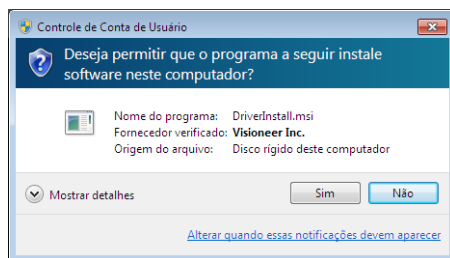 Controle de Conta de Usuário
Deseja permitir que o programa a seguir instale
software neste computador?
Nome do programa: DriverInstall.msi
Fornecedor verificado: Visioneer Inc.
Origem do arquivo: Disco rígido deste computador
Mostrar detalhes
Sim
Não
Alterar quando essas notificações devem aparecer